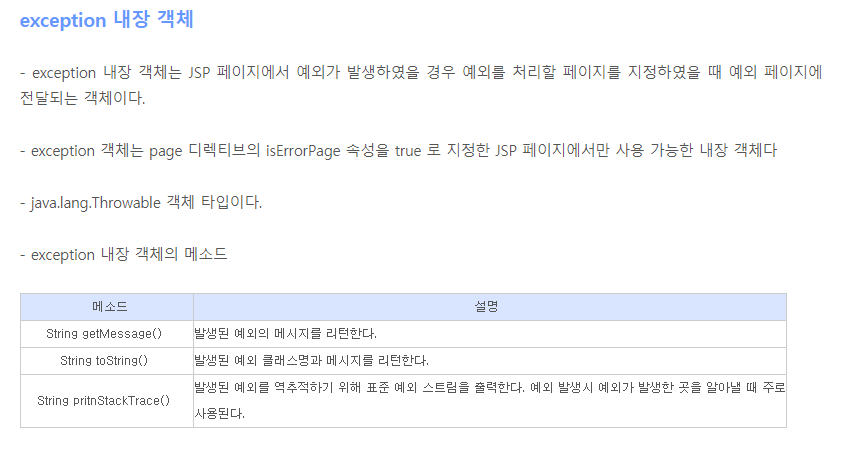 exception 내장 객체
- exception 내장 객체는 JSP 페이지에서 예외가 발생하였을 경우 예외를 처리할 페이지를 지정하였을 때 예외 페이지에
전달되는 객체이다.
- exception 객체는 page 디렉티브의 isErrorPage 속성을 true 로 지정한 JSP 페이지에서만 사용 가능한 내장 객체다
- java.lang.Throwable 객체 타입이다.
- exception 내장 객체의 메소드
메소드 설명
String getMessage() 발생된 예외의 메시지를 리턴한다.
String toString() 발생된 예외 클래스명과 메시지를 리턴한다.
String pritnStackTrace() 발생된 예외를 역추적하기 위해 표준 예외 스트림을 출력한다. 예외 발생시 예외가 발생한 곳을 알아낼 때 주로
사용된다.